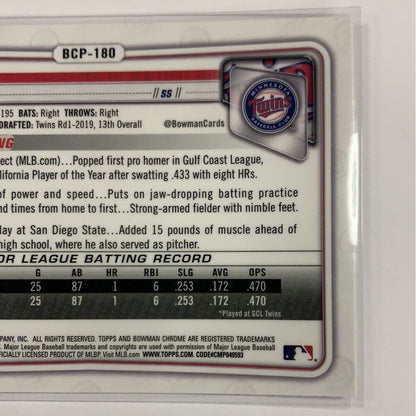 BCP-180
// SS //
MINNESOTA
Twins
BASEBALL CLUB
195 BATS: Right THROWS: Right
DRAFTED: Twins Rd1-2019, 13th Overall
@BowmanCards
NG
ect (MLB.com)...Popped first pro homer in Gulf Coast League,
lifornia Player of the Year after swatting .433 with eight HRs.
of power and speed...Puts on jaw-dropping batting practice
nd times from home to first...Strong-armed fielder with nimble feet.
lay at San Diego State...Added 15 pounds of muscle ahead of
high school, where he also served as pitcher.
OR LEAGUE BATTING RECORD
G AB HR RBI SLG AVG OPS
25 87 1 6 .253 .172 .470
25 87 1 6 .253 .172 .470
*Played at GCL Twins
PANY, INC. ALL RIGHTS RESERVED. TOPPS AND BOWMAN CHROME ARE REGISTERED TRADEMARKS
. Major League Baseball trademarks and copyrights are used with permission of Major League Baseball
FICIALLY LICENSED PRODUCT OF MLBP. Visit MLB.com WWW.TOPPS.COM. CODE#CMP040593